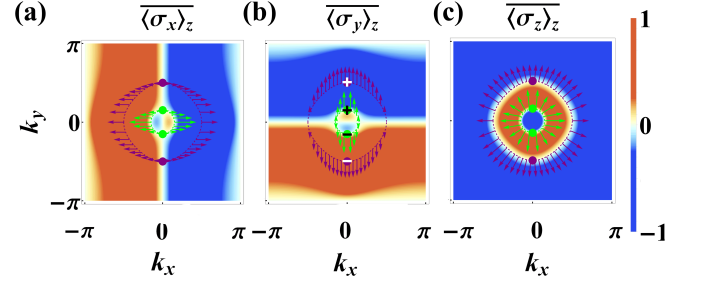 (a) $\overline{\langle\sigma_x\rangle_z}$ (b) $\overline{\langle\sigma_y\rangle_z}$ (c) $\overline{\langle\sigma_z\rangle_z}$
π 1
k_y 0 0
−π −1
−π 0 π −π 0 π −π 0 π
k_x k_x k_x
+
+
−
−